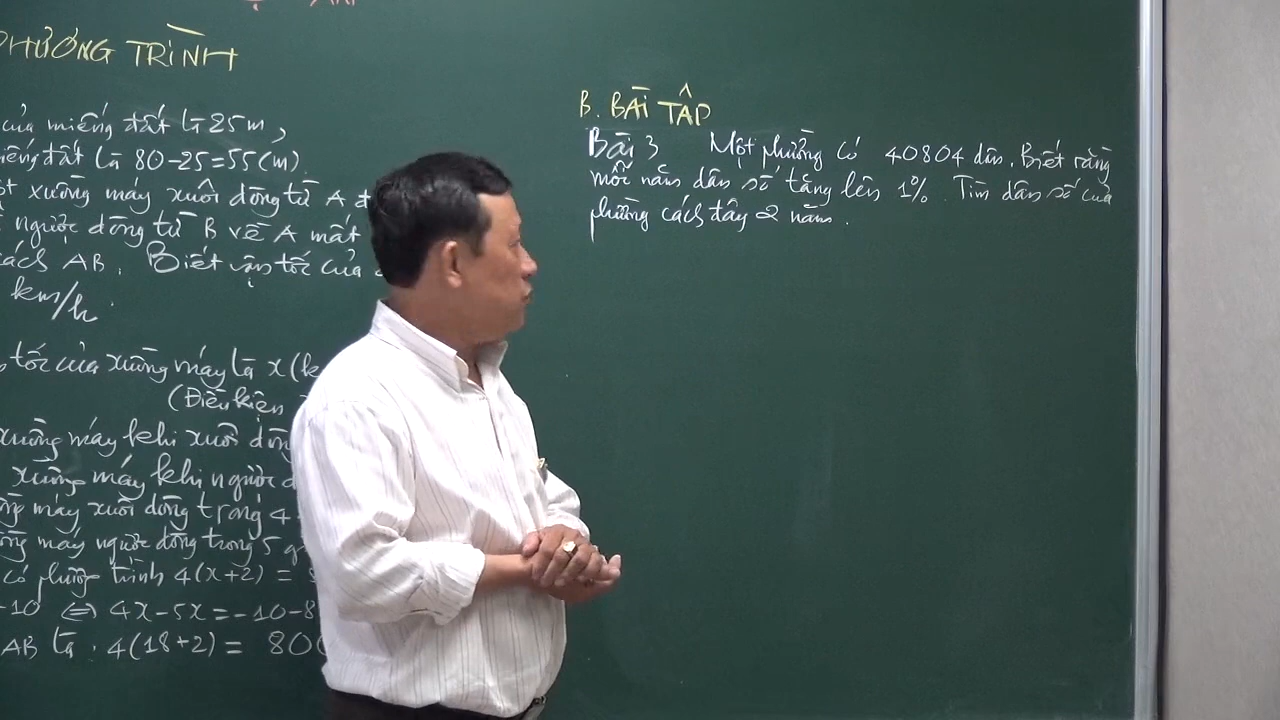 PHƯƠNG TRÌNH
của miếng đất là 25m,
miếng đất là 80-25=55(m).
xuồng máy xuôi dòng từ A
ngược dòng từ B về A mất
cách AB. Biết vận tốc của
km/h.
tốc của xuồng máy là x (k
(Điều kiện
xuồng máy khi xuôi dòng
xuồng máy khi ngược
máy xuôi dòng trong 4
máy ngược dòng trong 5
có phương trình 4(x+2) =
-10 ⇔ 4x-5x=-10-8
AB là: 4(18+2) = 80(
B. BÀI TẬP
Bài 3 Một phường có 40804 dân. Biết rằng
mỗi năm dân số tăng lên 1%. Tìm dân số của
phường cách đây 2 năm.